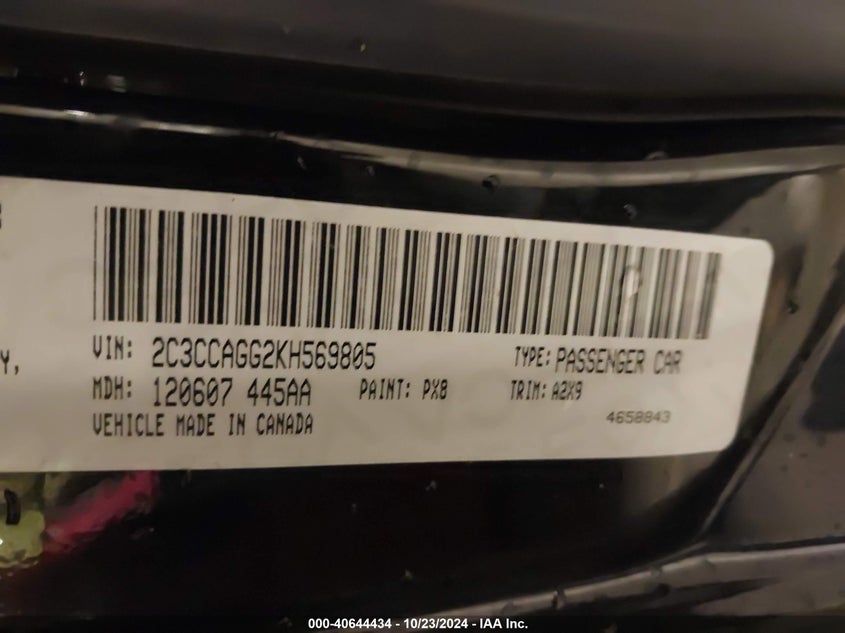 VIN: 2C3CCAGG2KH569805 TYPE: PASSENGER CAR
MDH: 120607 445AA PAINT: PX8 TRIM: A2X9
Y,
VEHICLE MADE IN CANADA 4658843
000-40644434 - 10/23/2024 - IAA Inc.